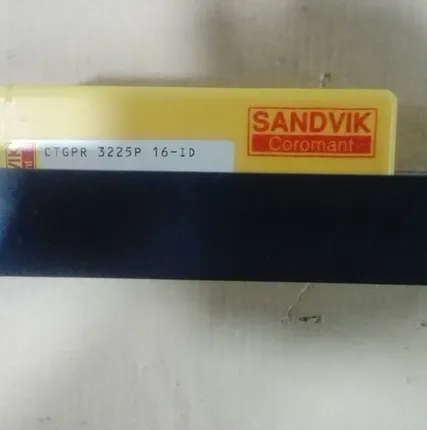 SANDVIK
Coromant
CTGPR 3225P 16-ID